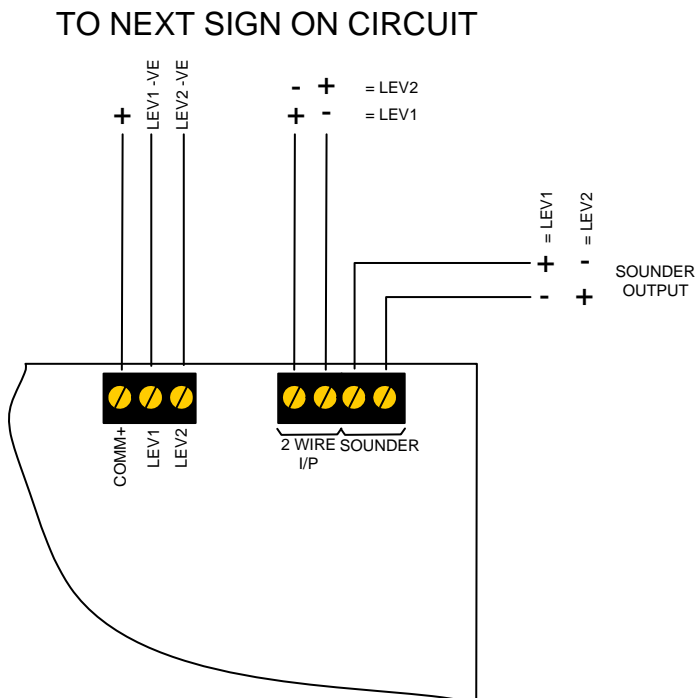 TO NEXT SIGN ON CIRCUIT
+
LEV1 -VE
LEV2 -VE
- + = LEV2
+ - = LEV1
= LEV1
= LEV2
+ -
- +
SOUNDER
OUTPUT
COMM+
LEV1
LEV2
2 WIRE
I/P
SOUNDER